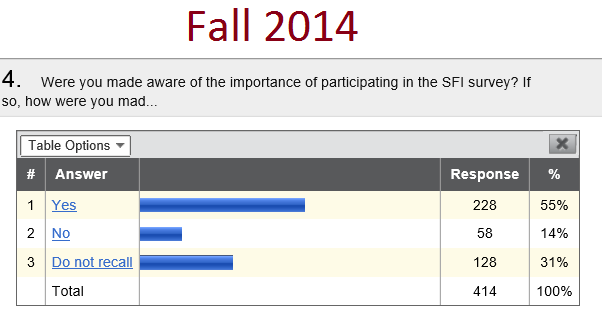 Fall 2014
4. Were you made aware of the importance of participating in the SFI survey? If
so, how were you mad...
Table Options
# Answer Response %
1 Yes 228 55%
2 No 58 14%
3 Do not recall 128 31%
Total 414 100%